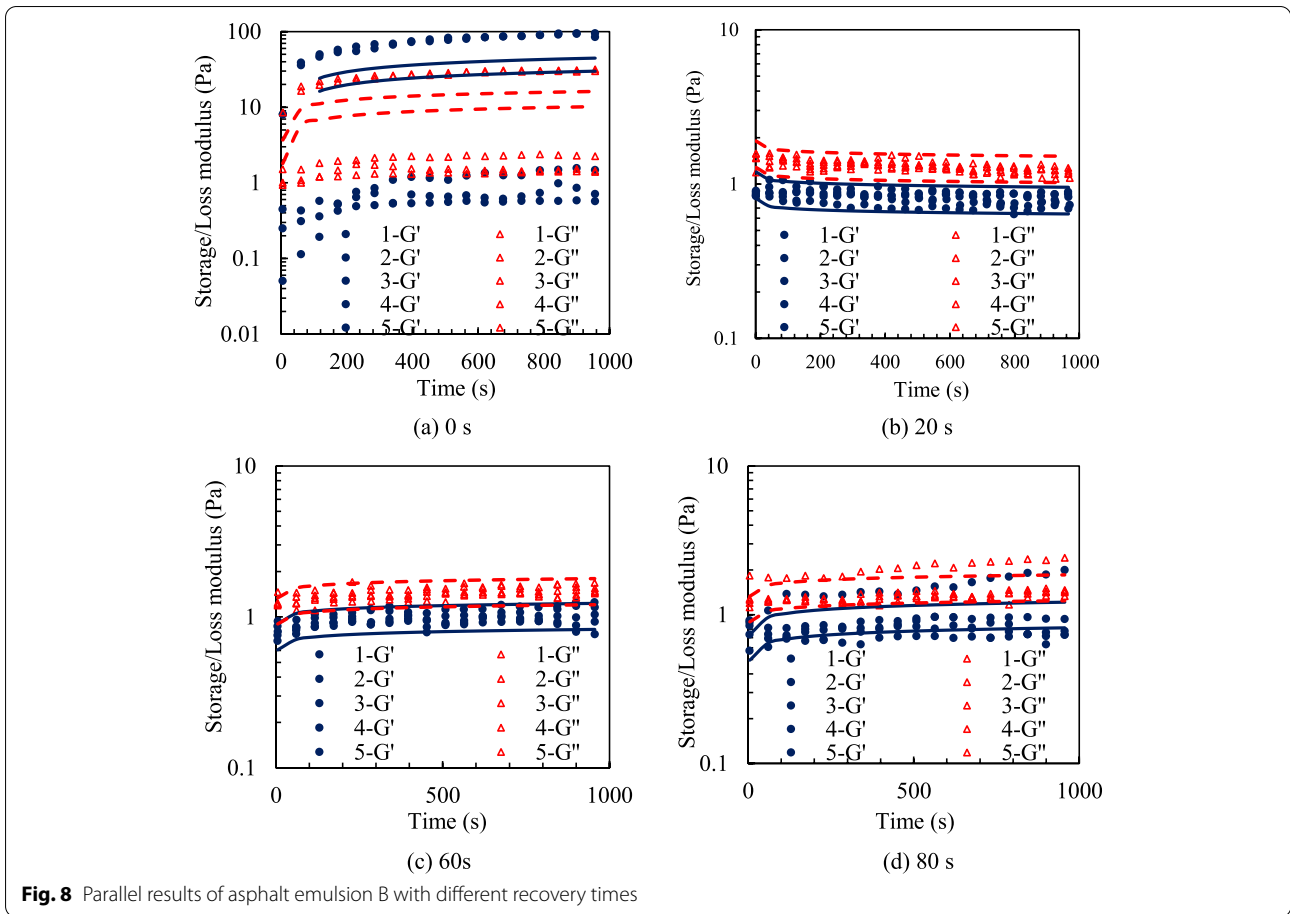 Storage/Loss modulus (Pa)
100
10
1
0.1
0.01
1-G' 1-G"
2-G' 2-G"
3-G' 3-G"
4-G' 4-G"
5-G' 5-G"
0 200 400 600 800 1000
Time (s)
(a) 0 s
Storage/Loss modulus (Pa)
10
1
0.1
1-G' 1-G"
2-G' 2-G"
3-G' 3-G"
4-G' 4-G"
5-G' 5-G"
0 200 400 600 800 1000
Time (s)
(b) 20 s
Storage/Loss modulus (Pa)
10
1
0.1
1-G' 1-G"
2-G' 2-G"
3-G' 3-G"
4-G' 4-G"
5-G' 5-G"
0 500 1000
Time (s)
(c) 60s
Storage/Loss modulus (Pa)
10
1
0.1
1-G' 1-G"
2-G' 2-G"
3-G' 3-G"
4-G' 4-G"
5-G' 5-G"
0 500 1000
Time (s)
(d) 80 s
Fig. 8 Parallel results of asphalt emulsion B with different recovery times